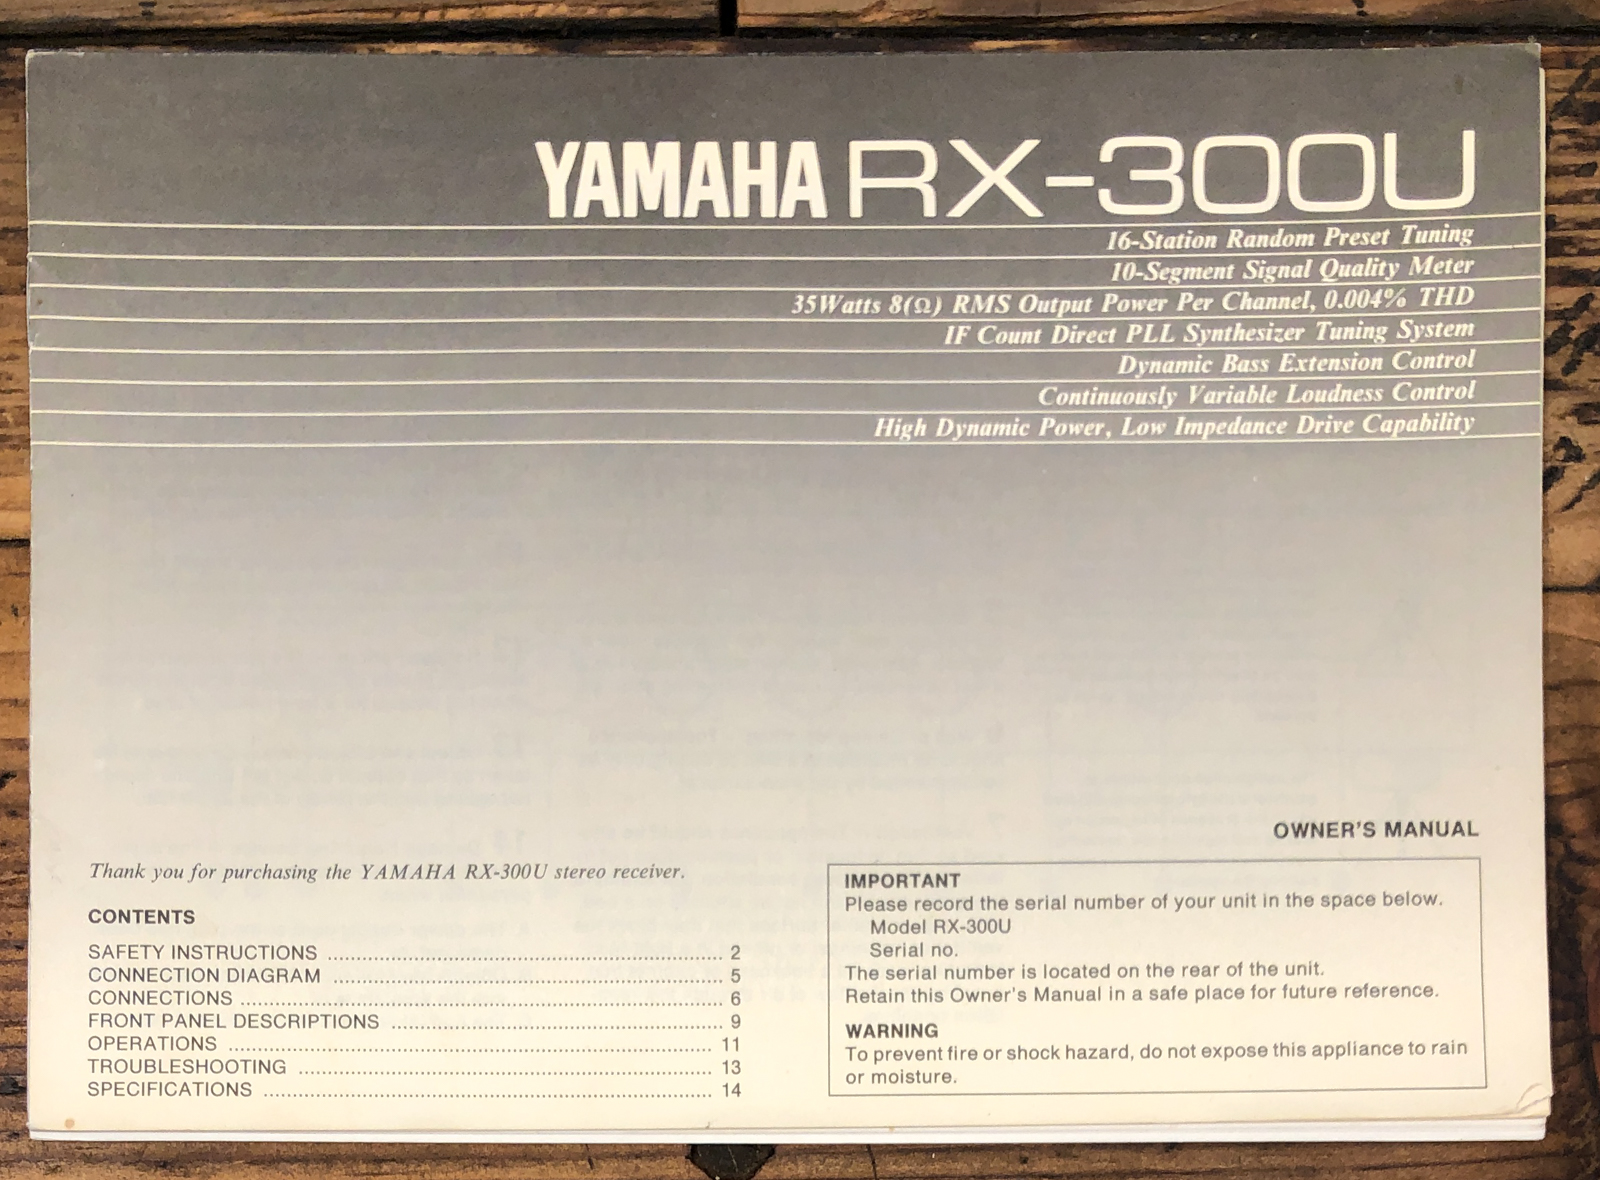 YAMAHA RX-300U
16-Station Random Preset Tuning
10-Segment Signal Quality Meter
35Watts 8(Ω) RMS Output Power Per Channel, 0.004% THD
IF Count Direct PLL Synthesizer Tuning System
Dynamic Bass Extension Control
Continuously Variable Loudness Control
High Dynamic Power, Low Impedance Drive Capability
OWNER'S MANUAL
Thank you for purchasing the YAMAHA RX-300U stereo receiver.
CONTENTS
SAFETY INSTRUCTIONS ........................................ 2
CONNECTION DIAGRAM ........................................ 5
CONNECTIONS ........................................ 6
FRONT PANEL DESCRIPTIONS ........................................ 9
OPERATIONS ........................................ 11
TROUBLESHOOTING ........................................ 13
SPECIFICATIONS ........................................ 14
IMPORTANT
Please record the serial number of your unit in the space below.
Model RX-300U
Serial no.
The serial number is located on the rear of the unit.
Retain this Owner's Manual in a safe place for future reference.
WARNING
To prevent fire or shock hazard, do not expose this appliance to rain
or moisture.